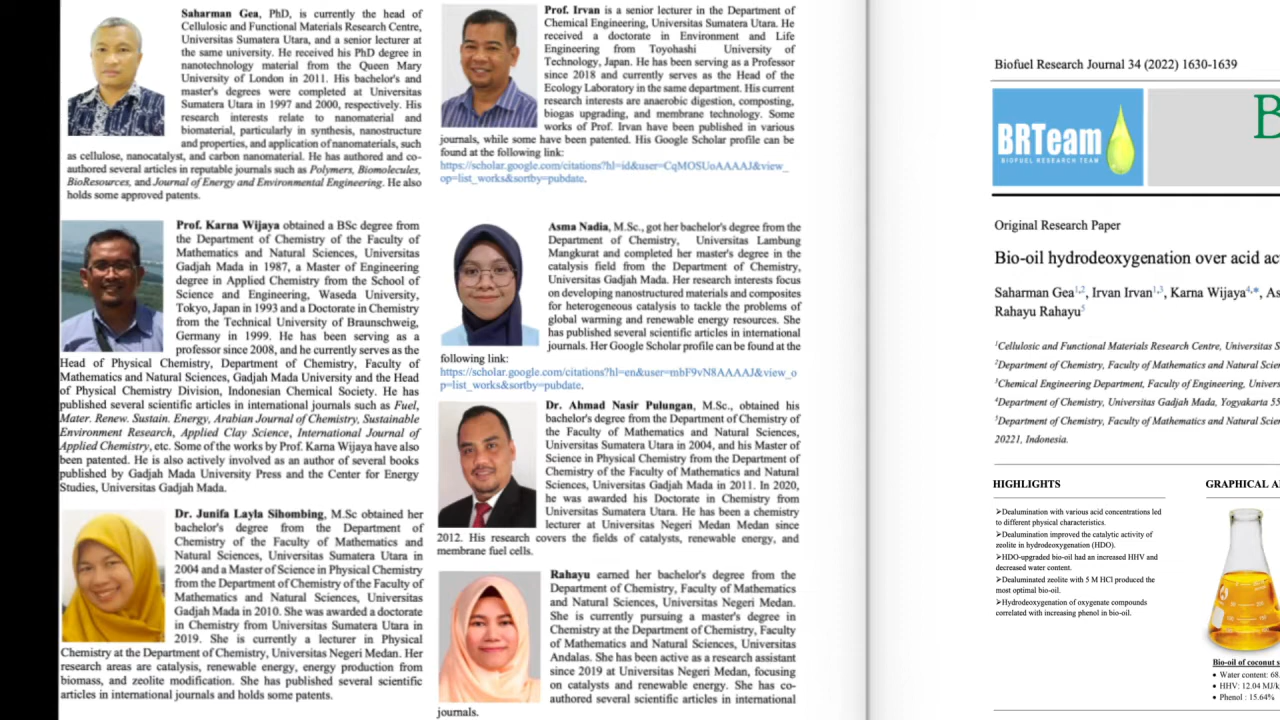 Saharman Gea, PhD, is currently the head of
Cellulosic and Functional Materials Research Centre,
Universitas Sumatera Utara, and a senior lecturer at
the same university. He received his PhD degree in
nanotechnology material from the Queen Mary
University of London in 2011. His bachelor's and
master's degrees were completed at Universitas
Sumatera Utara in 1997 and 2000, respectively. His
research interests relate to nanomaterial and
biomaterial, particularly in synthesis, nanostructure
and properties, and application of nanomaterials, such
as cellulose, nanocatalyst, and carbon nanomaterial. He has authored and co-
authored several articles in reputable journals such as Polymers, Biomolecules,
BioResources, and Journal of Energy and Environmental Engineering. He also
holds some approved patents.
Prof. Karna Wijaya obtained a BSc degree from
the Department of Chemistry of the Faculty of
Mathematics and Natural Sciences, Universitas
Gadjah Mada in 1987, a Master of Engineering
degree in Applied Chemistry from the School of
Science and Engineering, Waseda University,
Tokyo, Japan in 1993 and a Doctorate in Chemistry
from the Technical University of Braunschweig,
Germany in 1999. He has been serving as a
professor since 2008, and he currently serves as the
Head of Physical Chemistry, Department of Chemistry, Faculty of
Mathematics and Natural Sciences, Gadjah Mada University and the Head
of Physical Chemistry Division, Indonesian Chemical Society. He has
published several scientific articles in international journals such as Fuel,
Mater. Renew. Sustain. Energy, Arabian Journal of Chemistry, Sustainable
Environment Research, Applied Clay Science, International Journal of
Applied Chemistry, etc. Some of the works by Prof. Karna Wijaya have also
been patented. He is also actively involved as an author of several books
published by Gadjah Mada University Press and the Center for Energy
Studies, Universitas Gadjah Mada.
Dr. Junifa Layla Sihombing, M.Sc obtained her
bachelor's degree from the Department of
Chemistry of the Faculty of Mathematics and
Natural Sciences, Universitas Sumatera Utara in
2004 and a Master of Science in Physical Chemistry
from the Department of Chemistry of the Faculty of
Mathematics and Natural Sciences, Universitas
Gadjah Mada in 2010. She was awarded a doctorate
in Chemistry from Universitas Sumatera Utara in
2019. She is currently a lecturer in Physical
Chemistry at the Department of Chemistry, Universitas Negeri Medan. Her
research areas are catalysis, renewable energy, energy production from
biomass, and zeolite modification. She has published several scientific
articles in international journals and holds some patents.
Prof. Irvan is a senior lecturer in the Department of
Chemical Engineering, Universitas Sumatera Utara. He
received a doctorate in Environment and Life
Engineering from Toyohashi University of
Technology, Japan. He has been serving as a Professor
since 2018 and currently serves as the Head of the
Ecology Laboratory in the same department. His current
research interests are anaerobic digestion, composting,
biogas upgrading, and membrane technology. Some
works of Prof. Irvan have been published in various
journals, while some have been patented. His Google Scholar profile can be
found at the following link:
https://scholar.google.com/citations?hl=id&user=CqMOSUoAAAAJ&view_
op=list_works&sortby=pubdate.
Asma Nadia, M.Sc., got her bachelor's degree from the
Department of Chemistry, Universitas Lambung
Mangkurat and completed her master's degree in the
catalysis field from the Department of Chemistry,
Universitas Gadjah Mada. Her research interests focus
on developing nanostructured materials and composites
for heterogeneous catalysis to tackle the problems of
global warming and renewable energy resources. She
has published several scientific articles in international
journals. Her Google Scholar profile can be found at the
following link:
https://scholar.google.com/citations?hl=en&user=mbF9vN8AAAAJ&view_o
p=list_works&sortby=pubdate.
Dr. Ahmad Nasir Pulungan, M.Sc., obtained his
bachelor's degree from the Department of Chemistry of
the Faculty of Mathematics and Natural Sciences,
Universitas Sumatera Utara in 2004, and his Master of
Science in Physical Chemistry from the Department of
Chemistry of the Faculty of Mathematics and Natural
Sciences, Universitas Gadjah Mada in 2011. In 2020,
he was awarded his Doctorate in Chemistry from
Universitas Sumatera Utara. He has been a chemistry
lecturer at Universitas Negeri Medan Medan since
2012. His research covers the fields of catalysts, renewable energy, and
membrane fuel cells.
Rahayu earned her bachelor's degree from the
Department of Chemistry, Faculty of Mathematics
and Natural Sciences, Universitas Negeri Medan.
She is currently pursuing a master's degree in
Chemistry at the Department of Chemistry, Faculty
of Mathematics and Natural Sciences, Universitas
Andalas. She has been active as a research assistant
since 2019 at Universitas Negeri Medan, focusing
on catalysts and renewable energy. She has co-
authored several scientific articles in international
journals.
Biofuel Research Journal 34 (2022) 1630-1639
BRTeam
BIOFUEL RESEARCH TEAM
B
Original Research Paper
Bio-oil hydrodeoxygenation over acid ac
Saharman Gea1,2, Irvan Irvan1,3, Karna Wijaya4,*, As
Rahayu Rahayu5
1Cellulosic and Functional Materials Research Centre, Universitas S
2Department of Chemistry, Faculty of Mathematics and Natural Scien
3Chemical Engineering Department, Faculty of Engineering, Univers
4Department of Chemistry, Universitas Gadjah Mada, Yogyakarta 55
5Department of Chemistry, Faculty of Mathematics and Natural Scien
20221, Indonesia.
HIGHLIGHTS
➢Dealumination with various acid concentrations led
to different physical characteristics.
➢Dealumination improved the catalytic activity of
zeolite in hydrodeoxygenation (HDO).
➢HDO-upgraded bio-oil had an increased HHV and
decreased water content.
➢Dealuminated zeolite with 5 M HCl produced the
most optimal bio-oil.
➢Hydrodeoxygenation of oxygenate compounds
correlated with increasing phenol in bio-oil.
GRAPHICAL A
Bio-oil of coconut s
• Water content: 68.
• HHV: 12.04 MJ/k
• Phenol : 15.64%